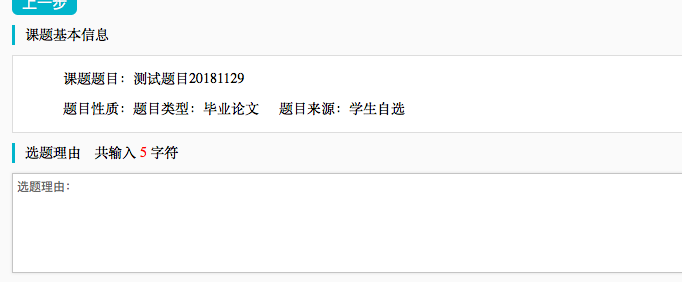 上一步
课题基本信息
课题题目：测试题目20181129
题目性质：题目类型：毕业论文 题目来源：学生自选
选题理由 共输入 5 字符
选题理由：